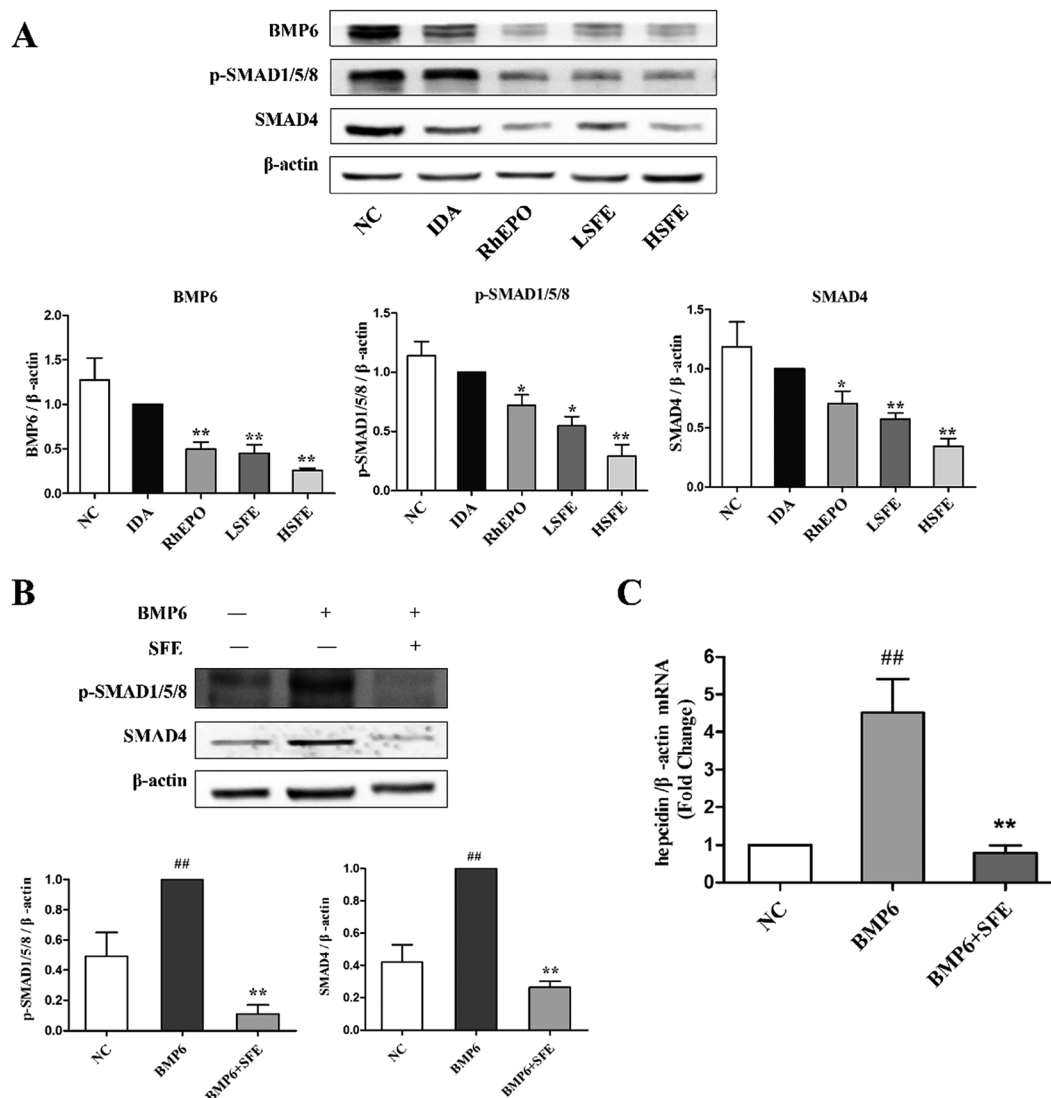 A
BMP6
p-SMAD1/5/8
SMAD4
β-actin
NC IDA RhEPO LSFE HSFE
BMP6
BMP6 / β -actin
2.0
1.5
1.0
0.5
0.0
** ** **
NC IDA RhEPO LSFE HSFE
p-SMAD1/5/8
p-SMAD1/5/8 / β -actin
1.5
1.0
0.5
0.0
* * **
NC IDA RhEPO LSFE HSFE
SMAD4
SMAD4 / β -actin
1.5
1.0
0.5
0.0
* ** **
NC IDA RhEPO LSFE HSFE
B
BMP6 — + +
SFE — — +
p-SMAD1/5/8
SMAD4
β-actin
p-SMAD1/5/8 / β -actin
1.0
0.8
0.6
0.4
0.2
0.0
## **
NC BMP6 BMP6+SFE
SMAD4 / β -actin
1.0
0.8
0.6
0.4
0.2
0.0
## **
NC BMP6 BMP6+SFE
C
hepcidin/β -actin mRNA
(Fold Change)
6
5
4
3
2
1
0
## **
NC BMP6 BMP6+SFE